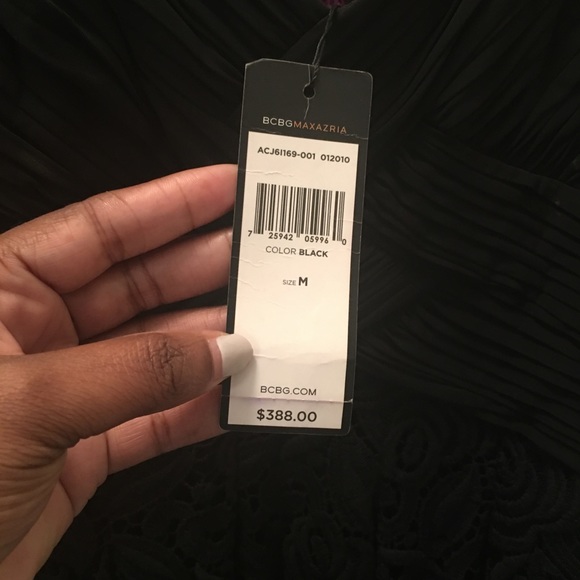 BCBGMAXAZRIA
ACJ6I169-001 012010
7 25942 05996 0
COLOR BLACK
SIZE M
BCBG.COM
$388.00